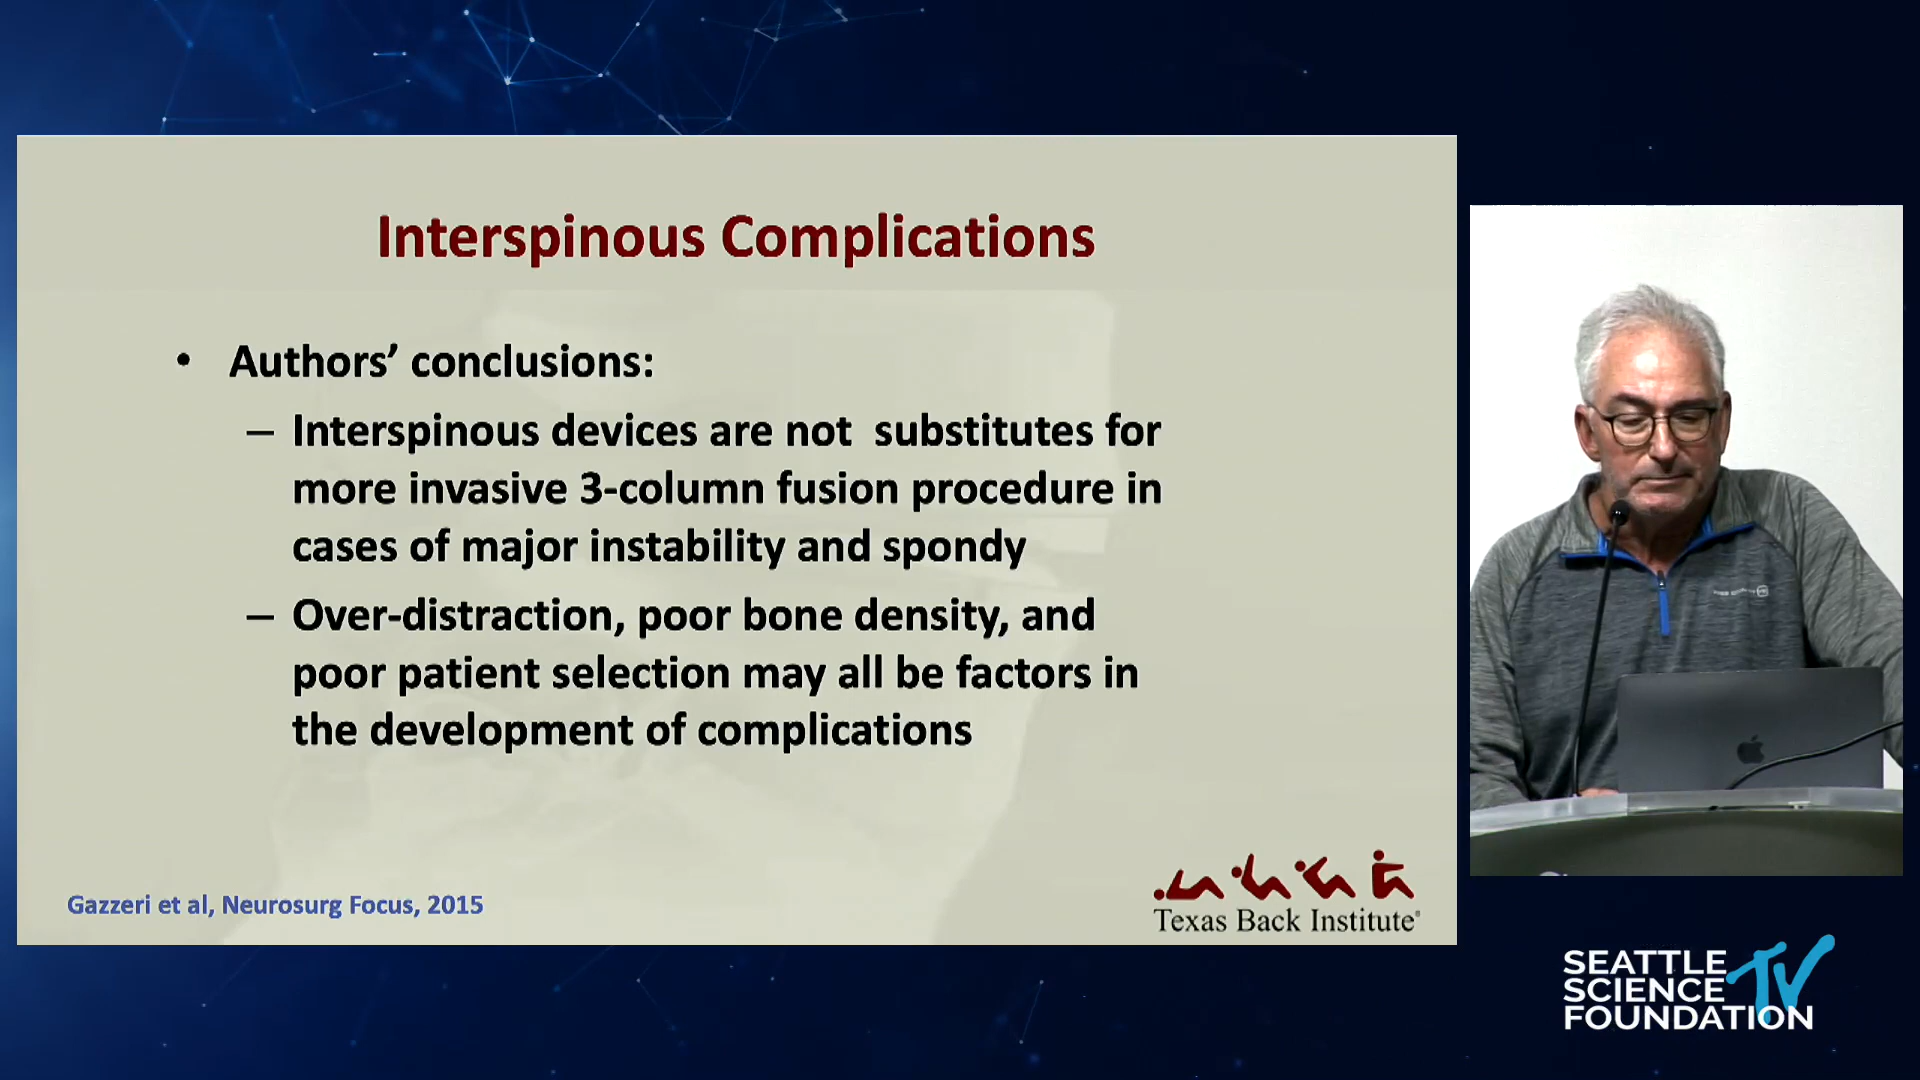 Interspinous Complications
• Authors’ conclusions:
– Interspinous devices are not substitutes for
more invasive 3-column fusion procedure in
cases of major instability and spondy
– Over-distraction, poor bone density, and
poor patient selection may all be factors in
the development of complications
Gazzeri et al, Neurosurg Focus, 2015
Texas Back Institute®
SEATTLE
SCIENCE
FOUNDATION
TV